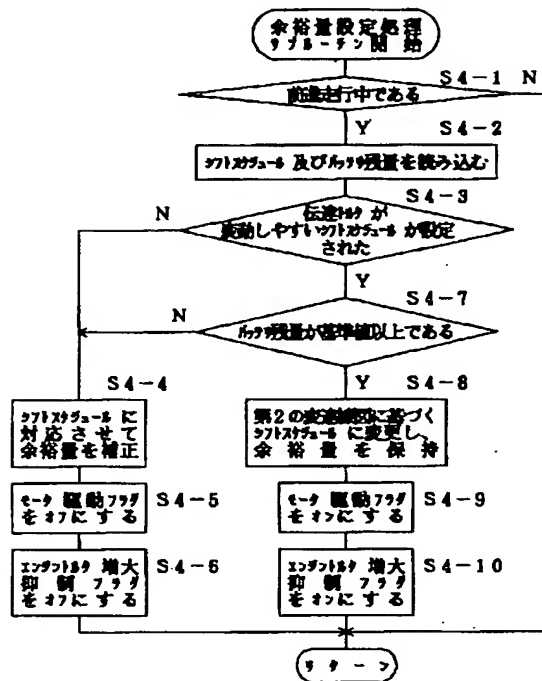 余裕量設定処理
サブルーチン開始
S4-1 N
前進走行中である
Y S4-2
シフトスケジュール及びバッテリ残量を読み込む
S4-3
N
伝達トルクが
変動しやすいシフトスケジュールが設定
された
Y
S4-7
N
バッテリ残量が基準値以上である
S4-4
Y S4-8
シフトスケジュールに
対応させて
余裕量を補正
第2の変速線図に基づく
シフトスケジュールに変更し、
余裕量を保持
モータ駆動フラグ
をオフにする
S4-5
モータ駆動フラグ
をオンにする
S4-9
エンジントルク増大
抑制フラグ
をオフにする
S4-6
エンジントルク増大
抑制フラグ
をオンにする
S4-10
リターン